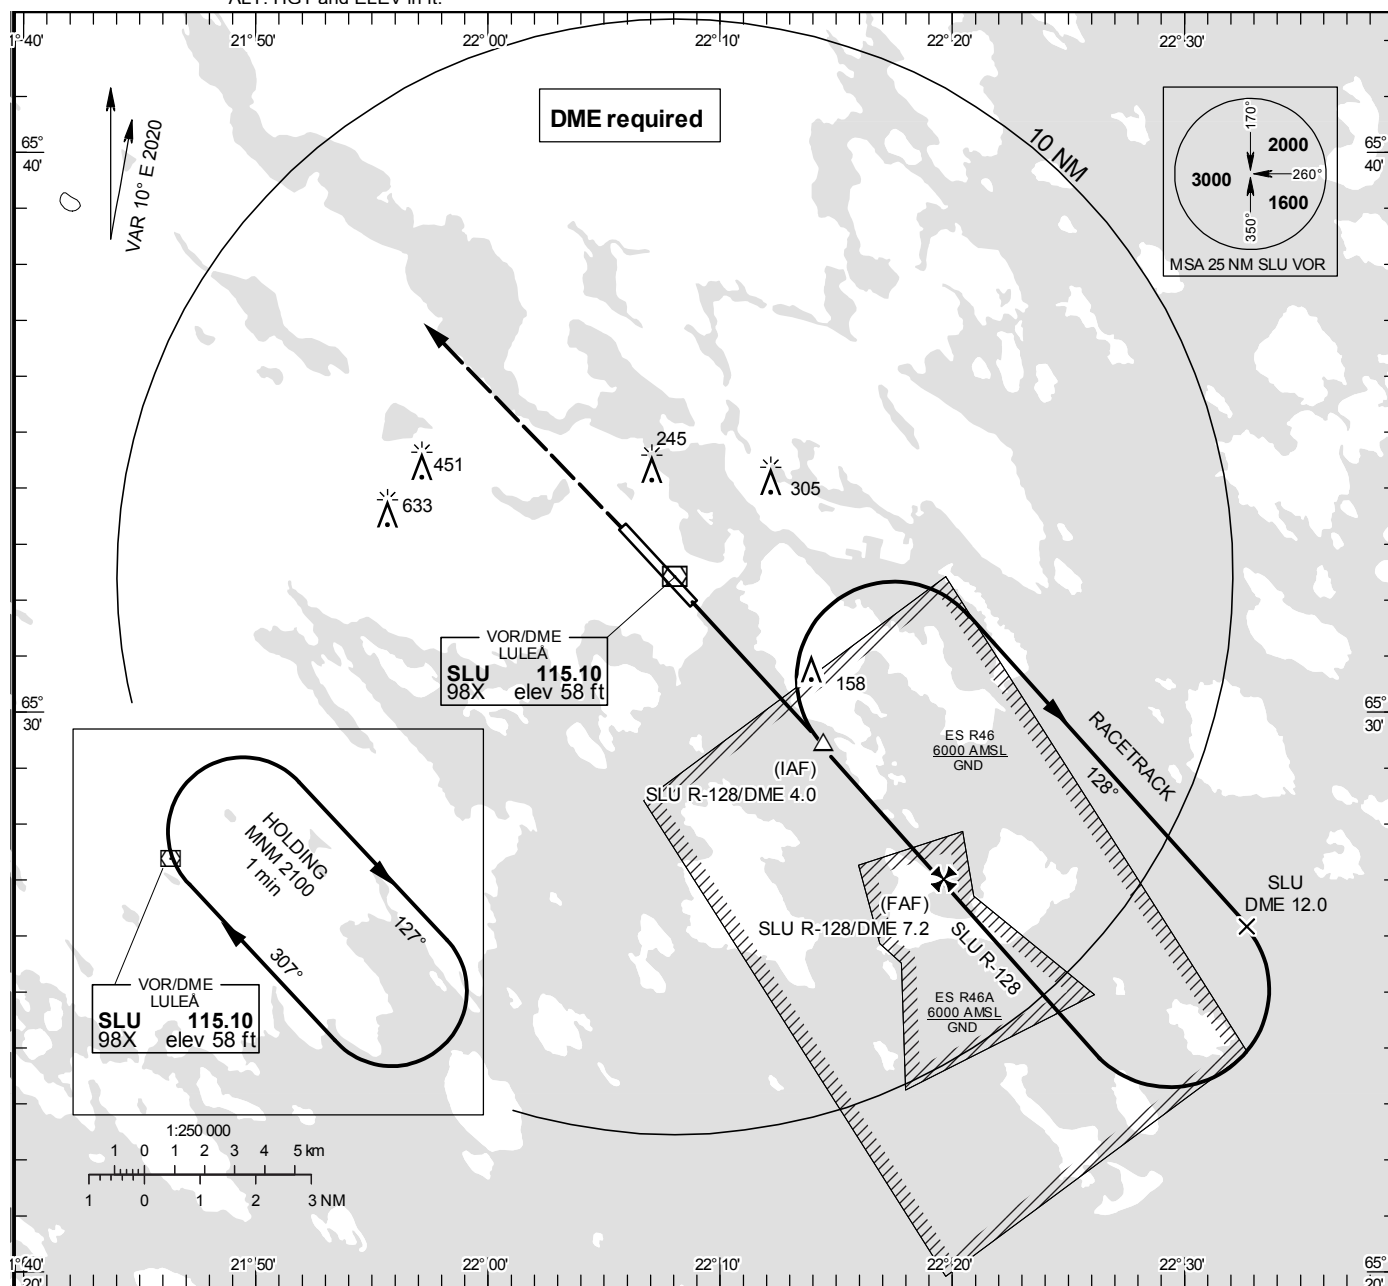 1°40'
21°50'
22°00'
22°10'
22°20'
22°30'
65°
40'
65°
40'
VAR 10° E 2020
DME required
10 NM
170°
2000
3000
260°
1600
350°
MSA 25 NM SLU VOR
245
451
305
633
VOR/DME
LULEÅ
SLU 115.10
98X elev 58 ft
158
65°
30'
65°
30'
ES R46
6000 AMSL
GND
RACETRACK
128°
(IAF)
SLU R-128/DME 4.0
HOLDING
MNM 2100
1 min
127°
307°
VOR/DME
LULEÅ
SLU 115.10
98X elev 58 ft
SLU
DME 12.0
(FAF)
SLU R-128/DME 7.2
SLU R-128
ES R46A
6000 AMSL
GND
1:250 000
1 0 1 2 3 4 5 km
1 0 1 2 3 NM
1°40'
21°50'
22°00'
22°10'
22°20'
22°30'
65°
20'